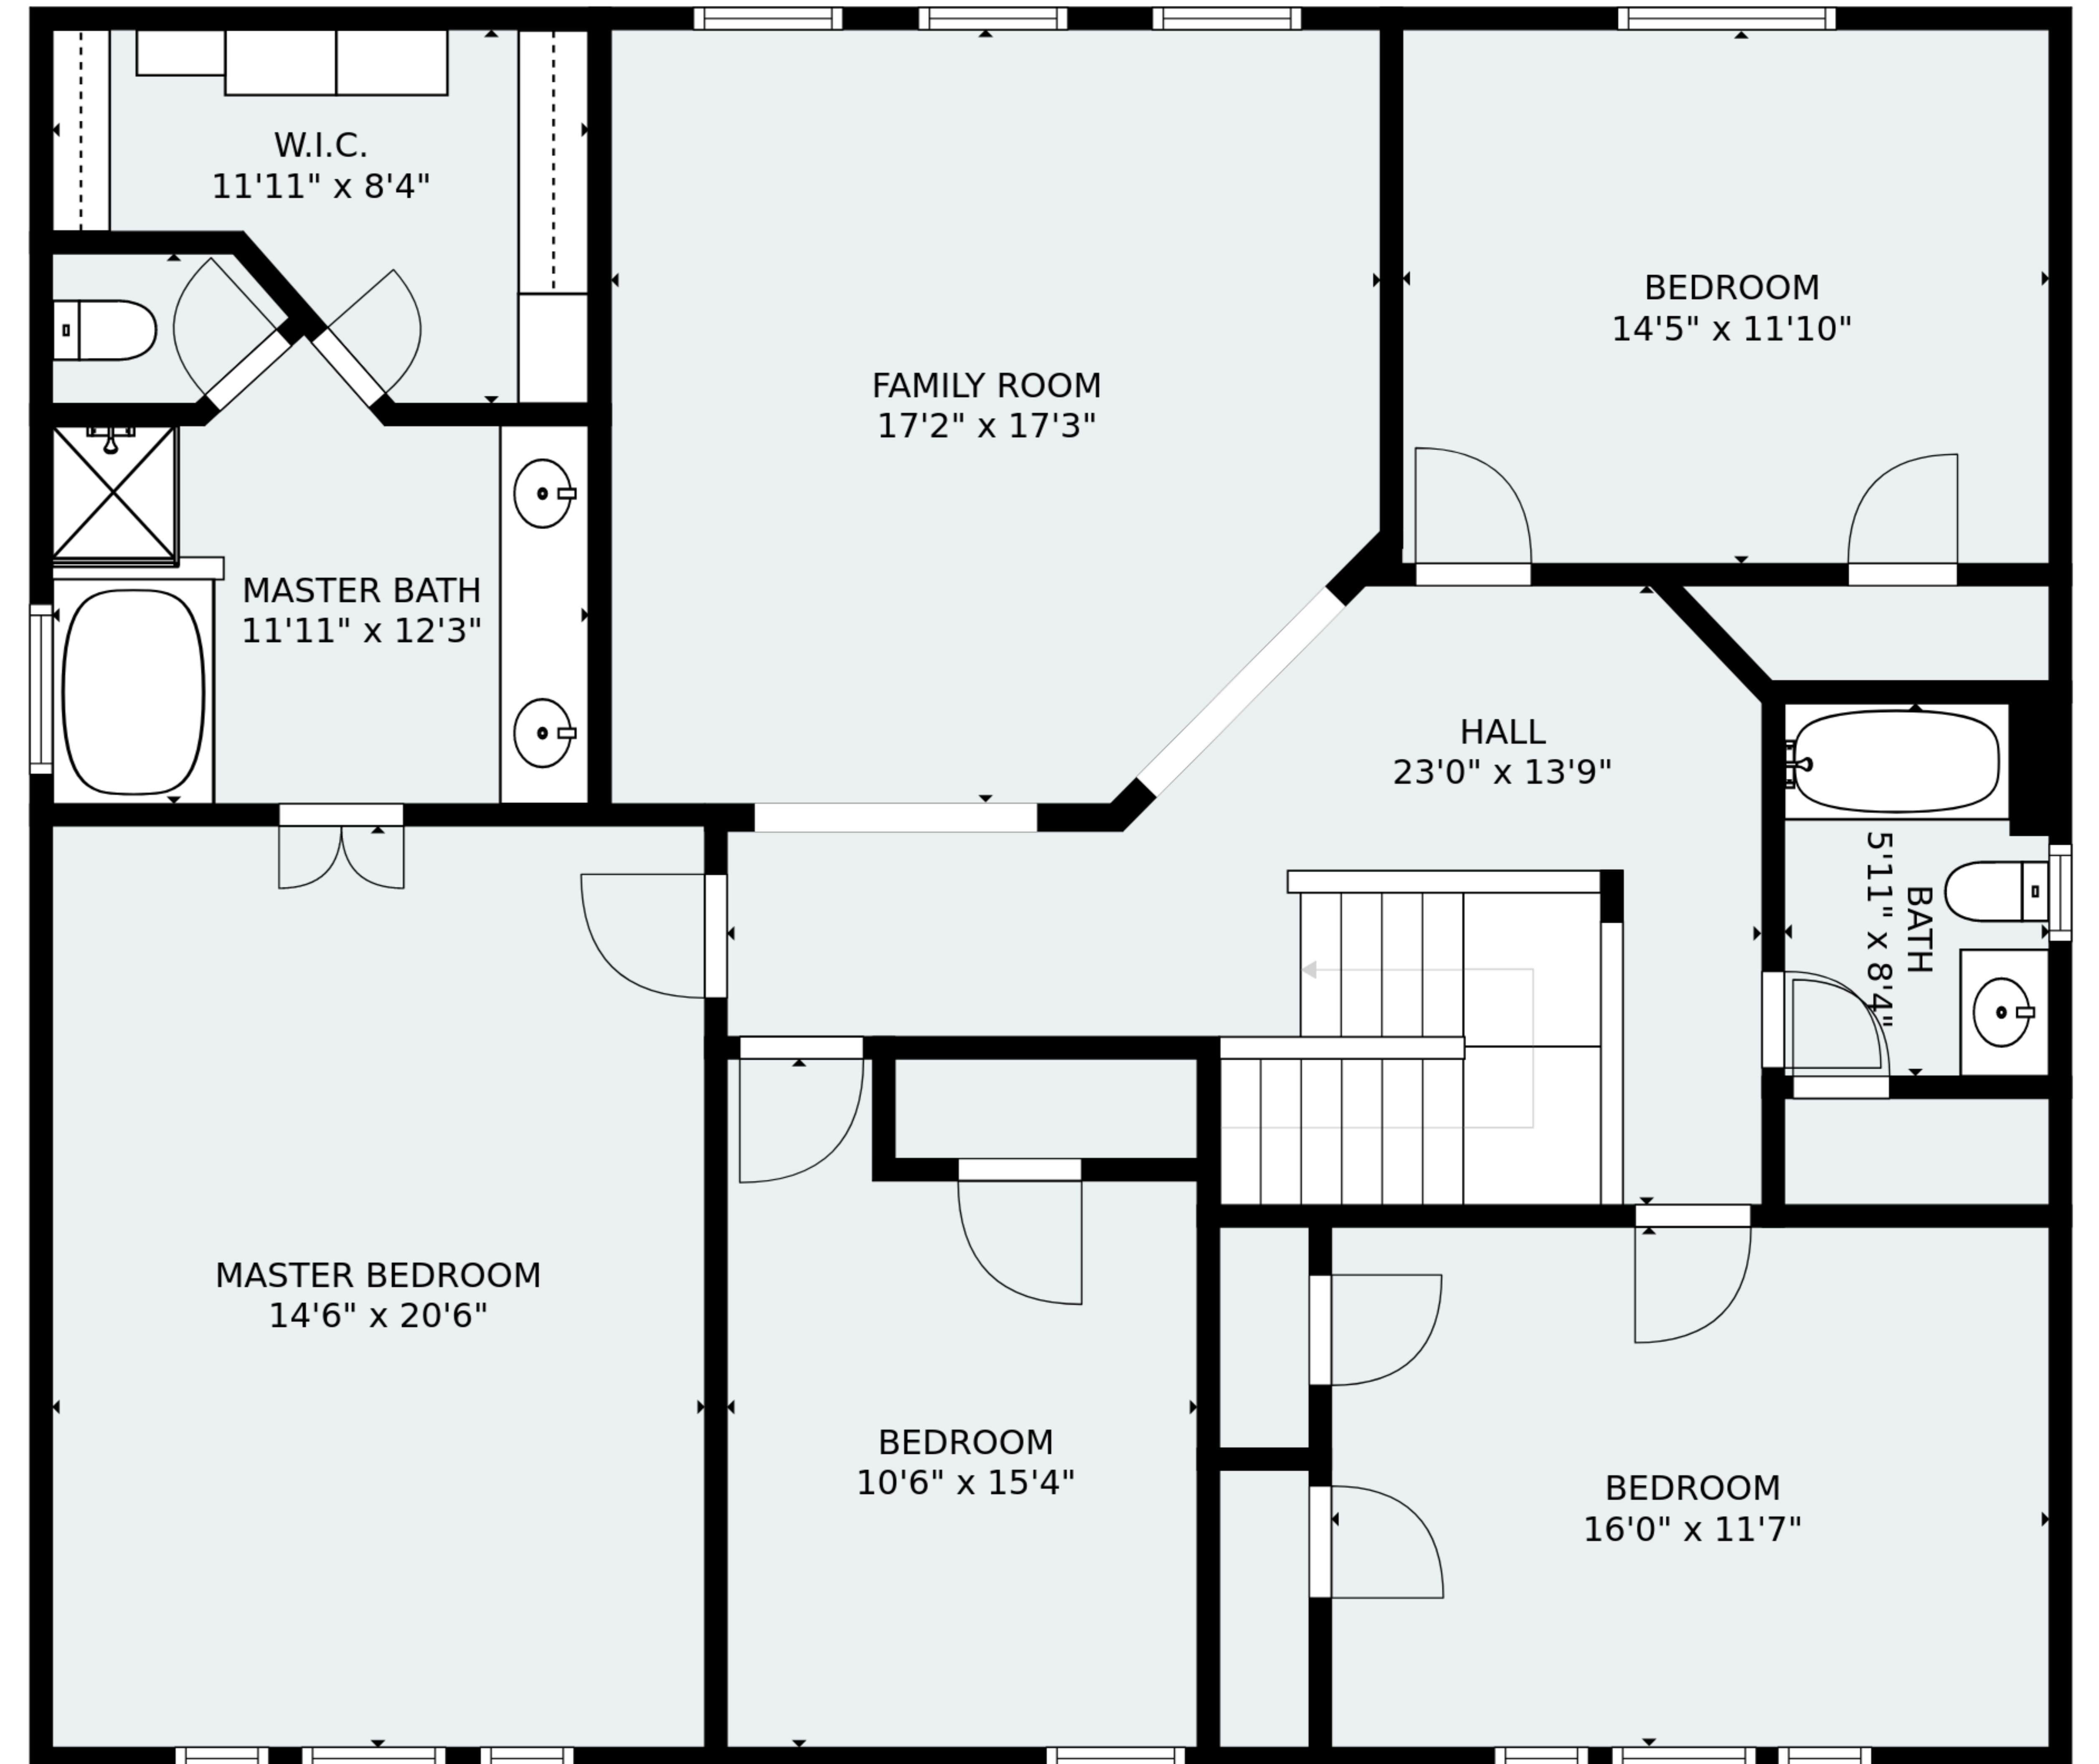 W.I.C.
11'11" x 8'4"
FAMILY ROOM
17'2" x 17'3"
BEDROOM
14'5" x 11'10"
MASTER BATH
11'11" x 12'3"
HALL
23'0" x 13'9"
BATH
5'11" x 8'4"
MASTER BEDROOM
14'6" x 20'6"
BEDROOM
10'6" x 15'4"
BEDROOM
16'0" x 11'7"